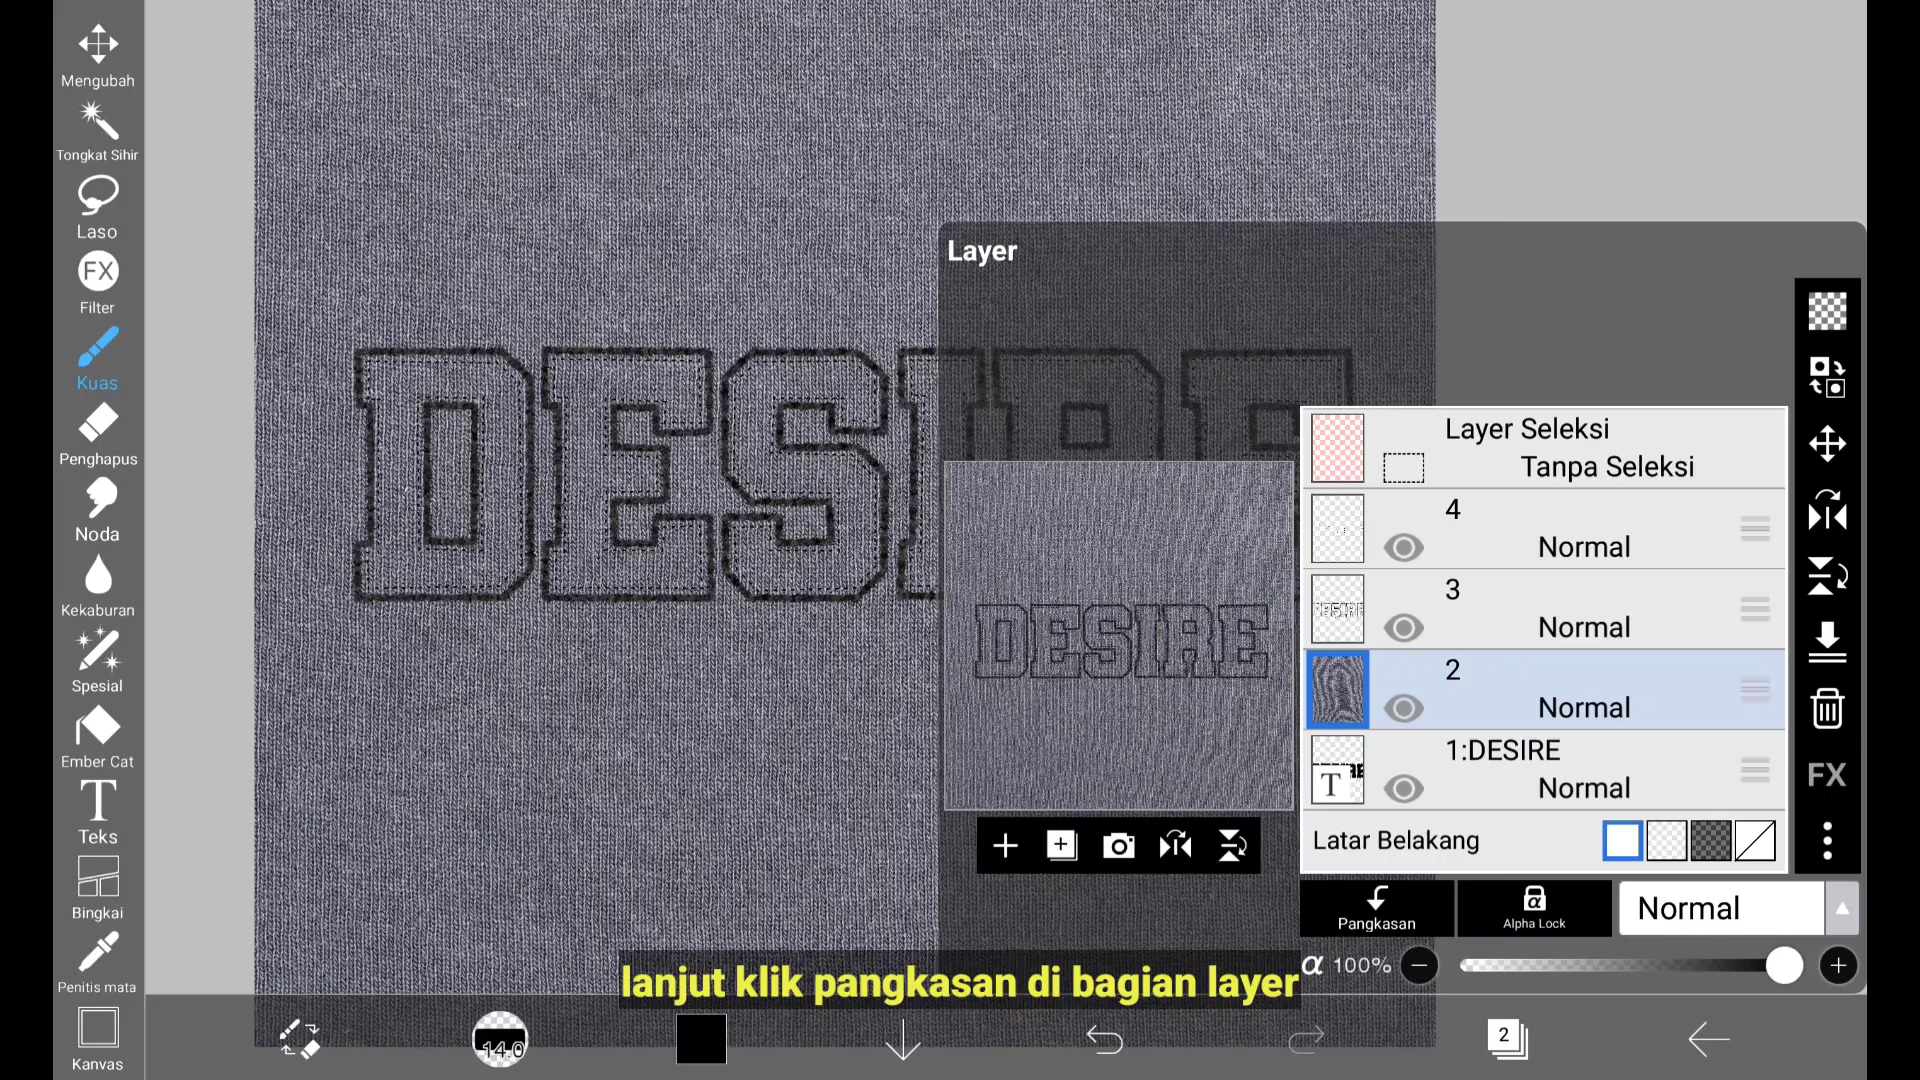 Mengubah
Tongkat Sihir
Laso
FX
Filter
Kuas
Penghapus
Noda
Kekaburan
Spesial
Ember Cat
T
Teks
Bingkai
Penitis mata
Kanvas
DESIRE
Layer
DESIRE
Layer Seleksi
Tanpa Seleksi
4
Normal
3
Normal
2
Normal
1:DESIRE
T
Normal
Latar Belakang
FX
Pangkasan
α
Alpha Lock
Normal
α 100%
lanjut klik pangkasan di bagian layer
14.0
2